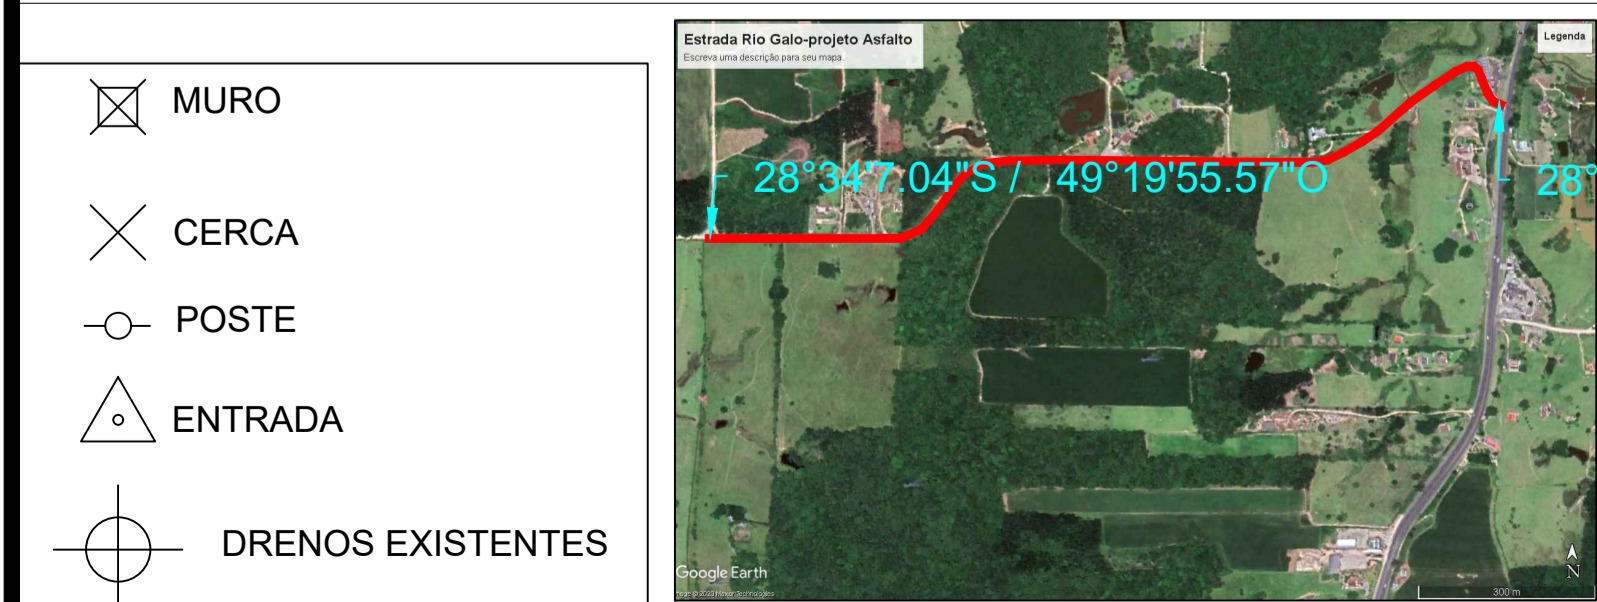 MURO
CERCA
POSTE
ENTRADA
DRENOS EXISTENTES
Estrada Rio Galo-projeto Asfalto
Escreva uma descrição para seu mapa.
Legenda
28°34'7.04"S / 49°19'55.57"O
28°
Google Earth
N
300 m